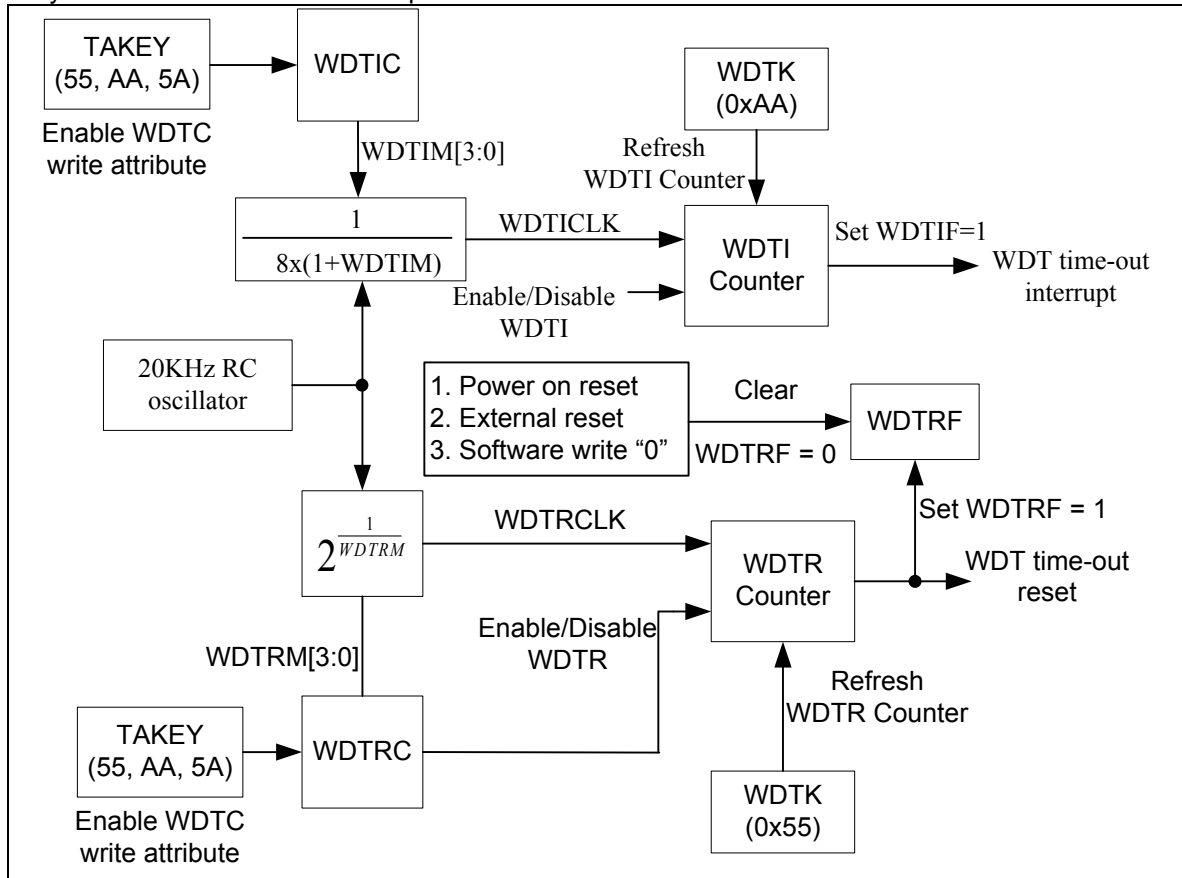 TAKEY
(55, AA, 5A)
Enable WDTC
write attribute
WDTIC
WDTIM[3:0]
1
8x(1+WDTIM)
WDTICLK
WDTK
(0xAA)
Refresh
WDTI Counter
WDTI
Counter
Enable/Disable
WDTI
Set WDTIF=1
WDT time-out
interrupt
20KHz RC
oscillator
1. Power on reset
2. External reset
3. Software write “0”
Clear
WDTRF = 0
WDTRF
Set WDTRF = 1
2
1
WDTRM
WDTRCLK
WDTR
Counter
WDT time-out
reset
Enable/Disable
WDTR
WDTRM[3:0]
Refresh
WDTR Counter
TAKEY
(55, AA, 5A)
Enable WDTC
write attribute
WDTRC
WDTK
(0x55)